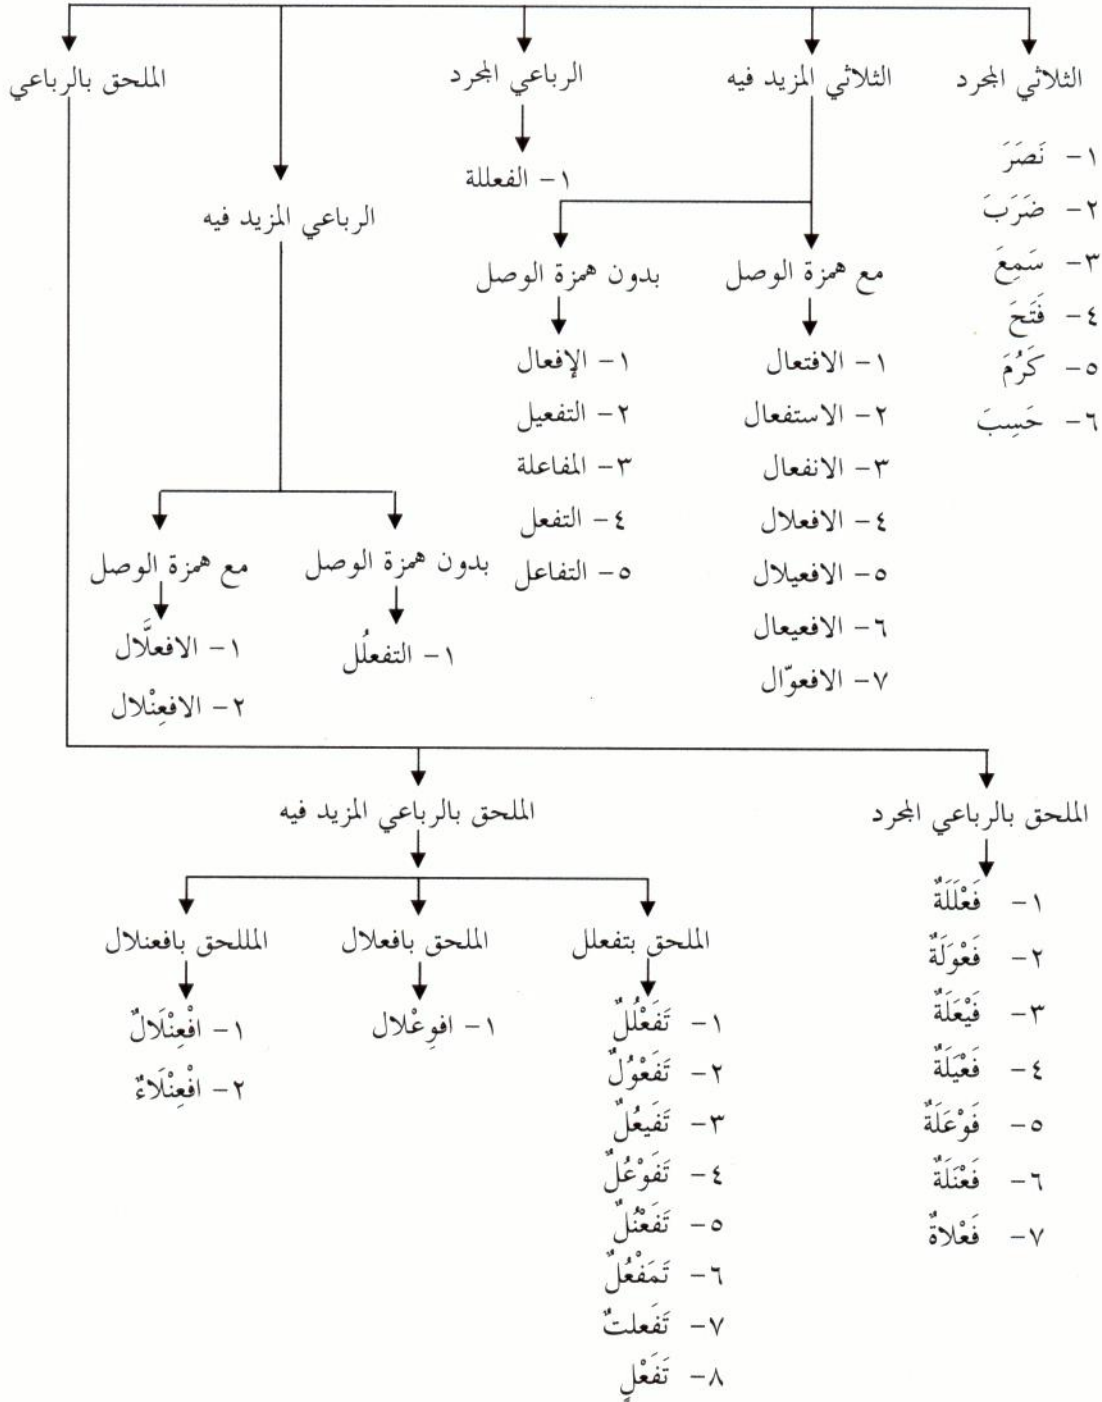 الثلاثي المجرد
الثلاثي المزيد فيه
الرباعي المجرد
الملحق بالرباعي
١- نَصَرَ
٢- ضَرَبَ
٣- سَمِعَ
٤- فَتَحَ
٥- كَرُمَ
٦- حَسِبَ
١- الفعللة
الرباعي المزيد فيه
مع همزة الوصل
١- الافتعال
٢- الاستفعال
٣- الانفعال
٤- الافعلال
٥- الافعيلال
٦- الافعيعال
٧- الافعوّال
بدون همزة الوصل
١- الإفعال
٢- التفعيل
٣- المفاعلة
٤- التفعل
٥- التفاعل
بدون همزة الوصل
١- التفعلُل
مع همزة الوصل
١- الافعلَّال
٢- الافعِنْلال
الملحق بالرباعي المجرد
١- فَعْلَلَةٌ
٢- فَعْوَلَةٌ
٣- فَيْعَلَةٌ
٤- فَعْيَلَةٌ
٥- فَوْعَلَةٌ
٦- فَعْنَلَةٌ
٧- فَعْلاةٌ
الملحق بالرباعي المزيد فيه
الملحق بتفعلل
١- تَفَعْلُلٌ
٢- تَفَعْوُلٌ
٣- تَفَيعُلٌ
٤- تَفَوْعُلٌ
٥- تَفَعْنُلٌ
٦- تَمَفْعُلٌ
٧- تَفَعلتٌ
٨- تَفَعْلٍ
الملحق بافعلال
١- افوِعْلال
المللحق بافعنلال
١- افْعِنْلَالٌ
٢- افْعِنْلَاءٌ